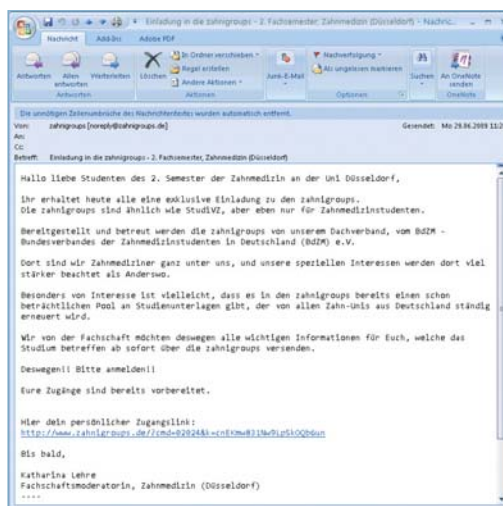 Einladung in die zahnigroups - 2. Fachsemester, Zahnmedizin (Düsseldorf) - Nachric...
Nachricht Add-Ins Adobe PDF
Antworten Allen antworten Weiterleiten
Antworten
Löschen In Ordner verschieben
Regel erstellen
Andere Aktionen
Aktionen
Junk-E-Mail
Nachverfolgung
Als ungelesen markieren
Optionen
Suchen
An OneNote senden
OneNote
Die unnötigen Zeilenumbrüche des Nachrichtentextes wurden automatisch entfernt.
Von: zahnigroups [noreply@zahnigroups.de] Gesendet: Mo 29.06.2009 11:2
An:
Cc:
Betreff: Einladung in die zahnigroups - 2. Fachsemester, Zahnmedizin (Düsseldorf)
Hallo liebe Studenten des 2. Semester der Zahnmedizin an der Uni Düsseldorf,
ihr erhaltet heute alle eine exklusive Einladung zu den zahnigroups.
Die zahnigroups sind ähnlich wie StudiVZ, aber eben nur für Zahnmedizinstudenten.
Bereitgestellt und betreut werden die zahnigroups von unserem Dachverband, vom BdZM -
Bundesverbandes der Zahnmedizinstudenten in Deutschland (BdZM) e.V.
Dort sind wir Zahnmediziner ganz unter uns, und unsere speziellen Interessen werden dort viel
stärker beachtet als Anderswo.
Besonders von Interesse ist vielleicht, dass es in den zahnigroups bereits einen schon
beträchtlichen Pool an Studienunterlagen gibt, der von allen Zahn-Unis aus Deutschland ständig
erneuert wird.
Wir von der Fachschaft möchten deswegen alle wichtigen Informationen für Euch, welche das
Studium betreffen ab sofort über die zahnigroups versenden.
Deswegen!! Bitte anmelden!!
Eure Zugänge sind bereits vorbereitet.
Hier dein persönlicher Zugangslink:
Bis bald,
Katharina Lehre
Fachschaftsmoderatorin, Zahnmedizin (Düsseldorf)
----